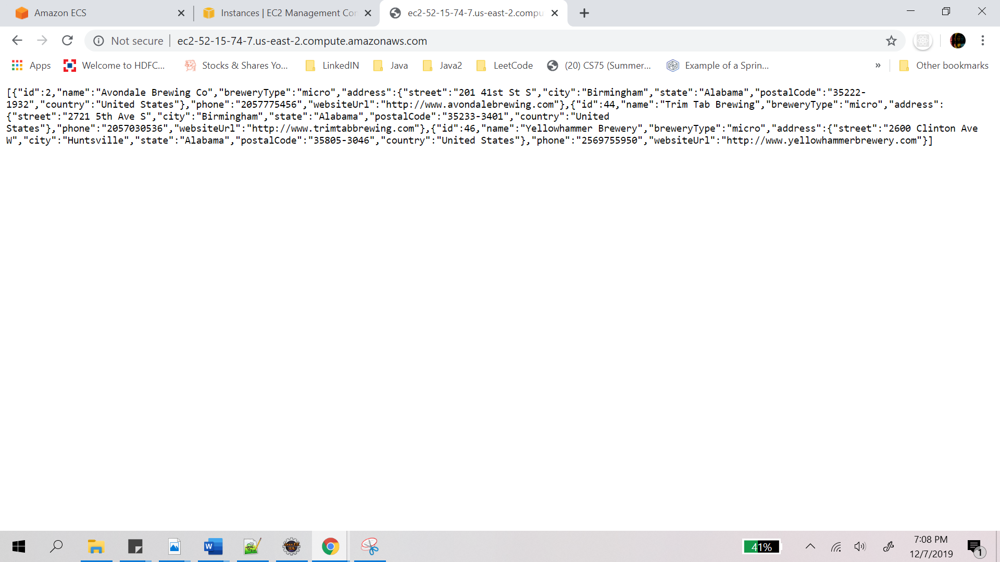 Amazon ECS
Instances | EC2 Management Con
ec2-52-15-74-7.us-east-2.compu
Not secure | ec2-52-15-74-7.us-east-2.compute.amazonaws.com
Apps
Welcome to HDFC...
Stocks & Shares Yo...
LinkedIN
Java
Java2
LeetCode
(20) CS75 (Summer...
Example of a Sprin...
»
Other bookmarks
[{"id":2,"name":"Avondale Brewing Co","breweryType":"micro","address":{"street":"201 41st St S","city":"Birmingham","state":"Alabama","postalCode":"35222-
1932","country":"United States"},"phone":"2057775456","websiteUrl":"http://www.avondalebrewing.com"},{"id":44,"name":"Trim Tab Brewing","breweryType":"micro","address":
{"street":"2721 5th Ave S","city":"Birmingham","state":"Alabama","postalCode":"35233-3401","country":"United
States"},"phone":"2057030536","websiteUrl":"http://www.trimtabbrewing.com"},{"id":46,"name":"Yellowhammer Brewery","breweryType":"micro","address":{"street":"2600 Clinton Ave
W","city":"Huntsville","state":"Alabama","postalCode":"35805-3046","country":"United States"},"phone":"2569755950","websiteUrl":"http://www.yellowhammerbrewery.com"}]
W
Java EE
IDE
41%
7:08 PM
12/7/2019
1